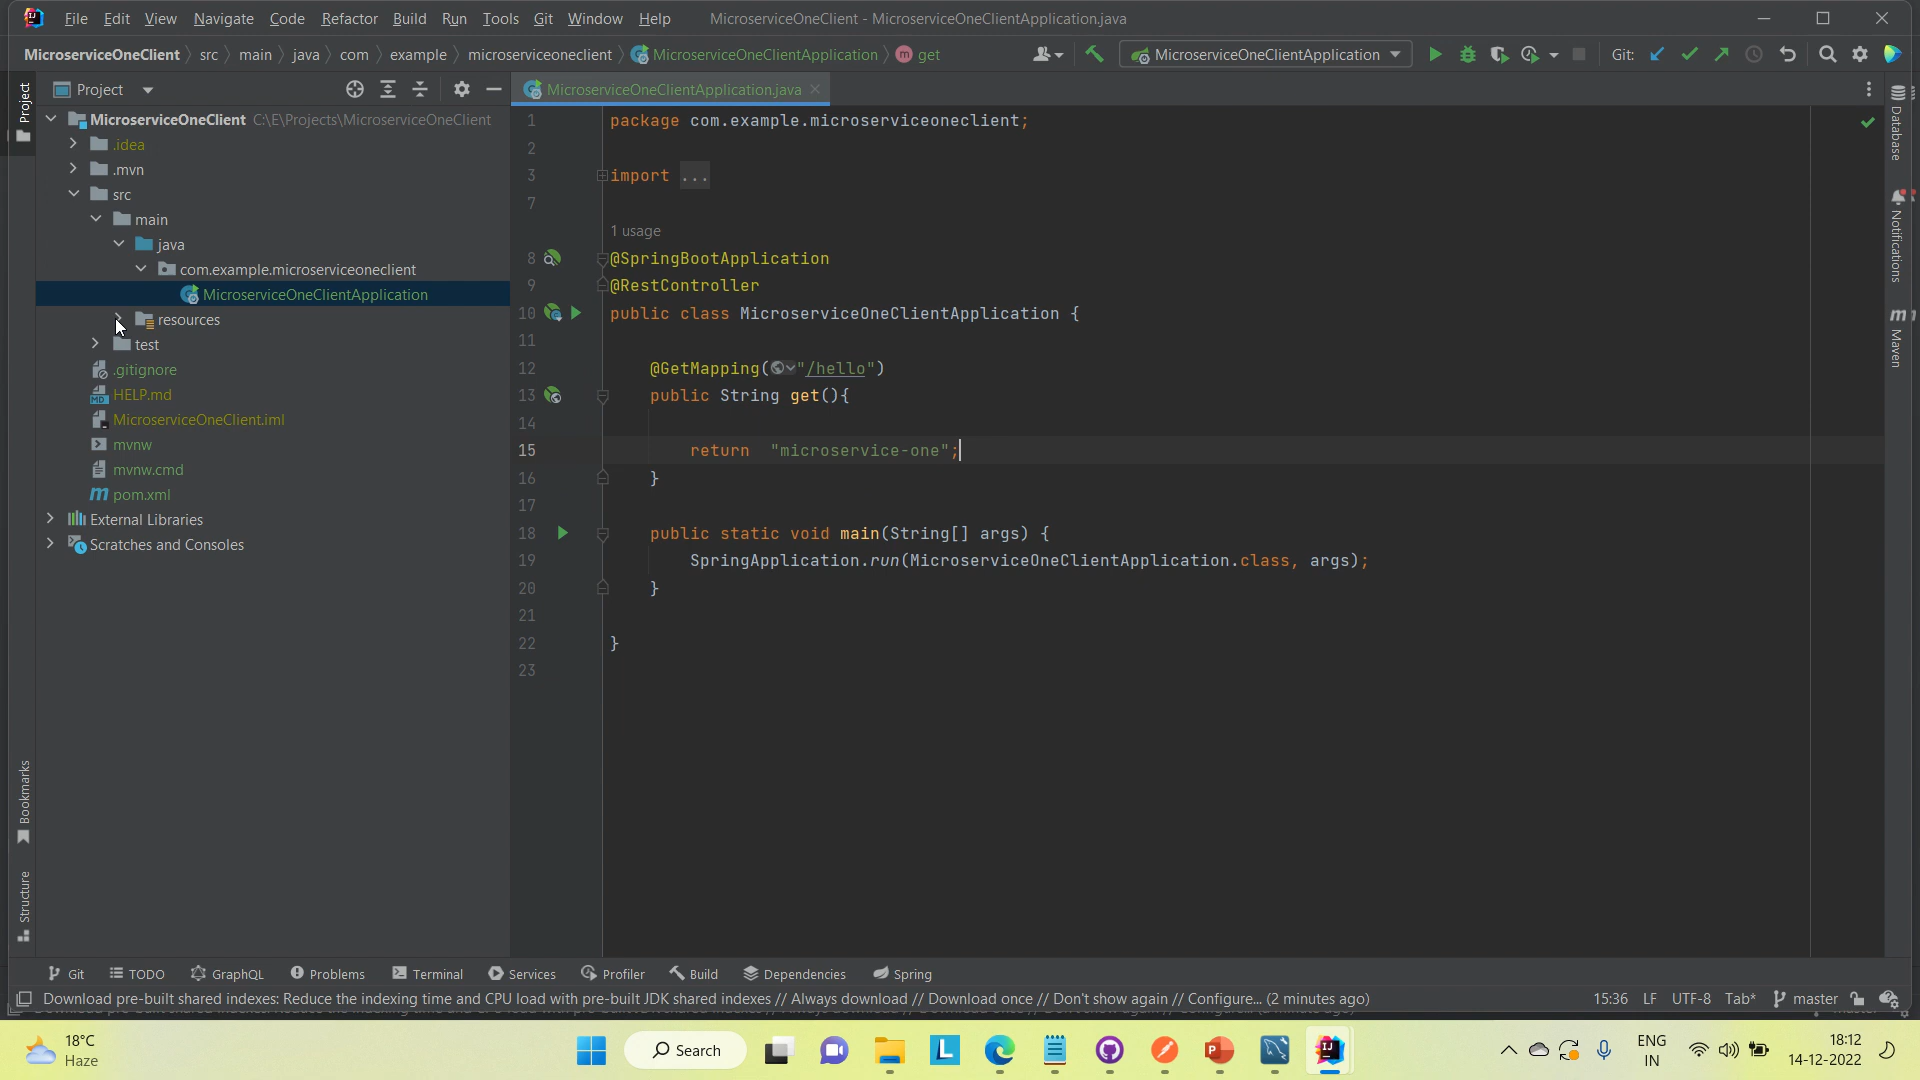 File Edit View Navigate Code Refactor Build Run Tools Git Window Help MicroserviceOneClient - MicroserviceOneClientApplication.java
MicroserviceOneClient src main java com example microserviceoneclient MicroserviceOneClientApplication get MicroserviceOneClientApplication Git:
Project
MicroserviceOneClientApplication.java
MicroserviceOneClient C:\E\Projects\MicroserviceOneClient
.idea
.mvn
src
main
java
com.example.microserviceoneclient
MicroserviceOneClientApplication
resources
test
.gitignore
HELP.md
MicroserviceOneClient.iml
mvnw
mvnw.cmd
pom.xml
External Libraries
Scratches and Consoles
Project
Bookmarks
Structure
1 package com.example.microserviceoneclient;
2
3 import ...
7
1 usage
8 @SpringBootApplication
9 @RestController
10 public class MicroserviceOneClientApplication {
11
12 @GetMapping("/hello")
13 public String get(){
14
15 return "microservice-one";
16 }
17
18 public static void main(String[] args) {
19 SpringApplication.run(MicroserviceOneClientApplication.class, args);
20 }
21
22 }
23
Database
Notifications
Maven
Git TODO GraphQL Problems Terminal Services Profiler Build Dependencies Spring
Download pre-built shared indexes: Reduce the indexing time and CPU load with pre-built JDK shared indexes // Always download // Download once // Don't show again // Configure... (2 minutes ago) 15:36 LF UTF-8 Tab* master
18°C
Haze
Search
ENG
IN
18:12
14-12-2022